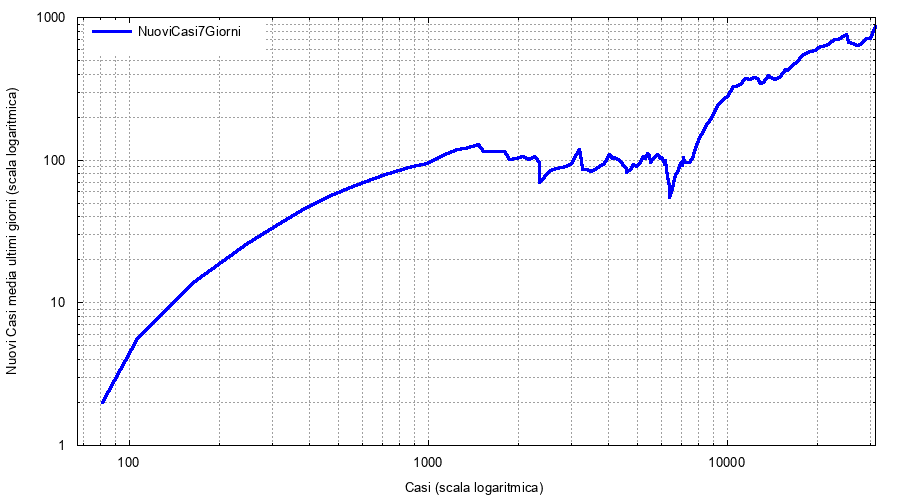 1000
NuoviCasi7Giorni
100
10
1
100
1000
10000
Nuovi Casi media ultimi giorni (scala logaritmica)
Casi (scala logaritmica)